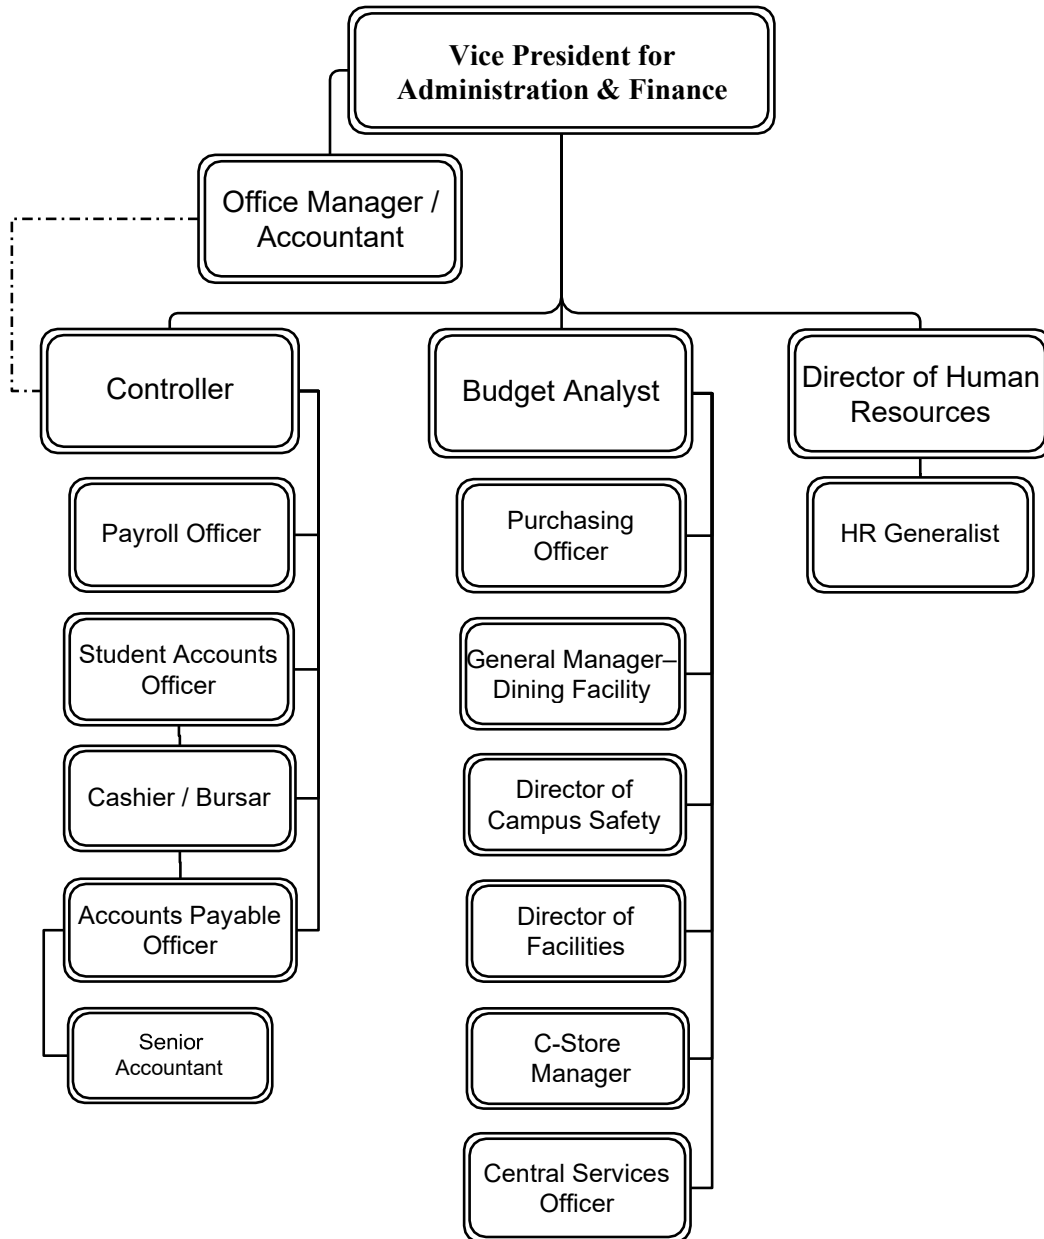 Vice President for
Administration & Finance
Office Manager /
Accountant
Controller
Budget Analyst
Director of Human
Resources
Payroll Officer
Purchasing
Officer
HR Generalist
Student Accounts
Officer
General Manager–
Dining Facility
Cashier / Bursar
Director of
Campus Safety
Accounts Payable
Officer
Director of
Facilities
Senior
Accountant
C-Store
Manager
Central Services
Officer